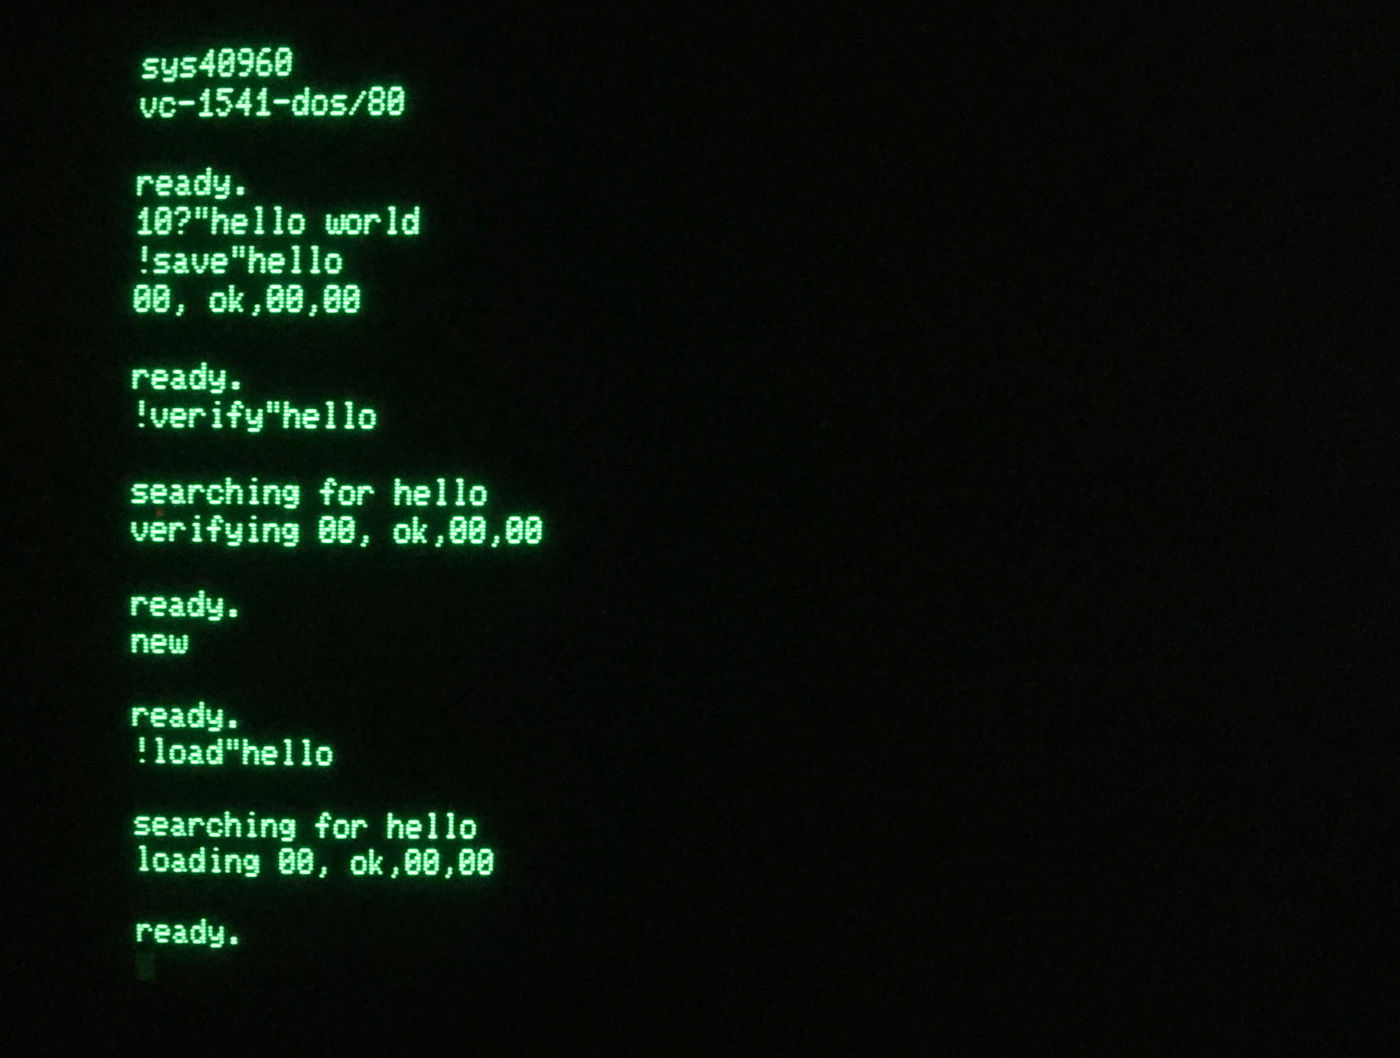 sys40960
vc-1541-dos/80
ready.
10?"hello world
!save"hello
00, ok,00,00
ready.
!verify"hello
searching for hello
verifying 00, ok,00,00
ready.
new
ready.
!load"hello
searching for hello
loading 00, ok,00,00
ready.